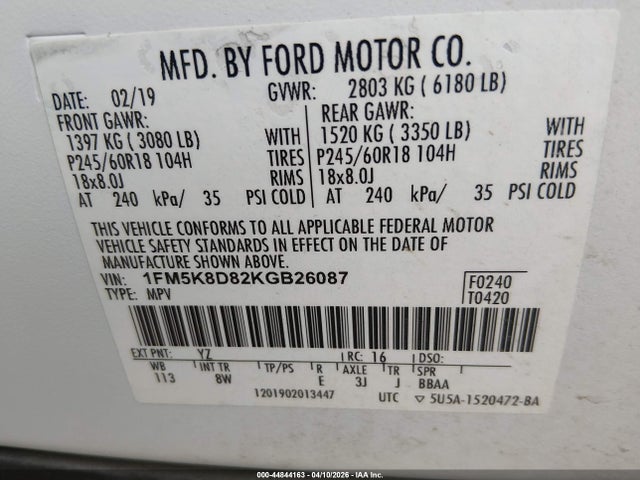 MFD. BY FORD MOTOR CO.
DATE: 02/19 GVWR: 2803 KG ( 6180 LB)
FRONT GAWR: REAR GAWR:
1397 KG ( 3080 LB) WITH 1520 KG ( 3350 LB) WITH
P245/60R18 104H TIRES P245/60R18 104H TIRES
18x8.0J RIMS 18x8.0J RIMS
AT 240 kPa/ 35 PSI COLD AT 240 kPa/ 35 PSI COLD
THIS VEHICLE CONFORMS TO ALL APPLICABLE FEDERAL MOTOR
VEHICLE SAFETY STANDARDS IN EFFECT ON THE DATE OF
MANUFACTURE SHOWN ABOVE.
VIN: 1FM5K8D82KGB26087 F0240
TYPE: MPV T0420
EXT PNT: YZ RC: 16 DSO:
WB INT TR TP/PS R AXLE TR SPR
113 8W E 3J J BBAA
1201902013447 UTC ▽ 5U5A-1520472-BA
000-44844163 - 04/10/2026 - IAA Inc.